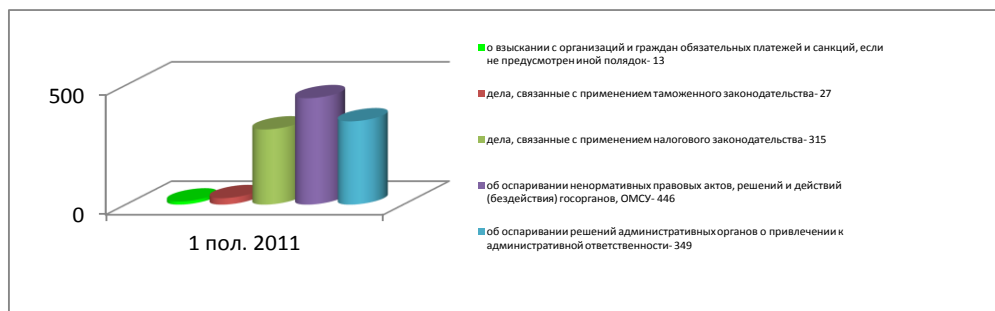 500
0
1 пол. 2011
о взыскании с организаций и граждан обязательных платежей и санкций, если
не предусмотрен иной порядок- 13
дела, связанные с применением таможенного законодательства- 27
дела, связанные с применением налогового законодательства- 315
об оспаривании ненормативных правовых актов, решений и действий
(бездействия) госорганов, ОМСУ- 446
об оспаривании решений административных органов о привлечении к
административной ответственности- 349